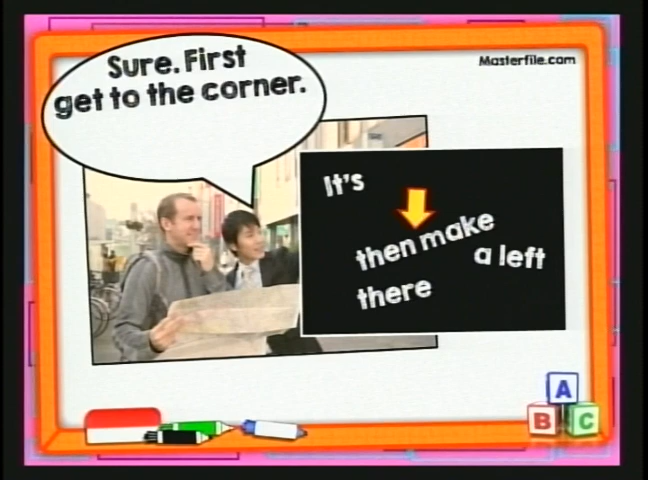 Sure. First
get to the corner.
Masterfile.com
It's
then make
a left
there
A
B C